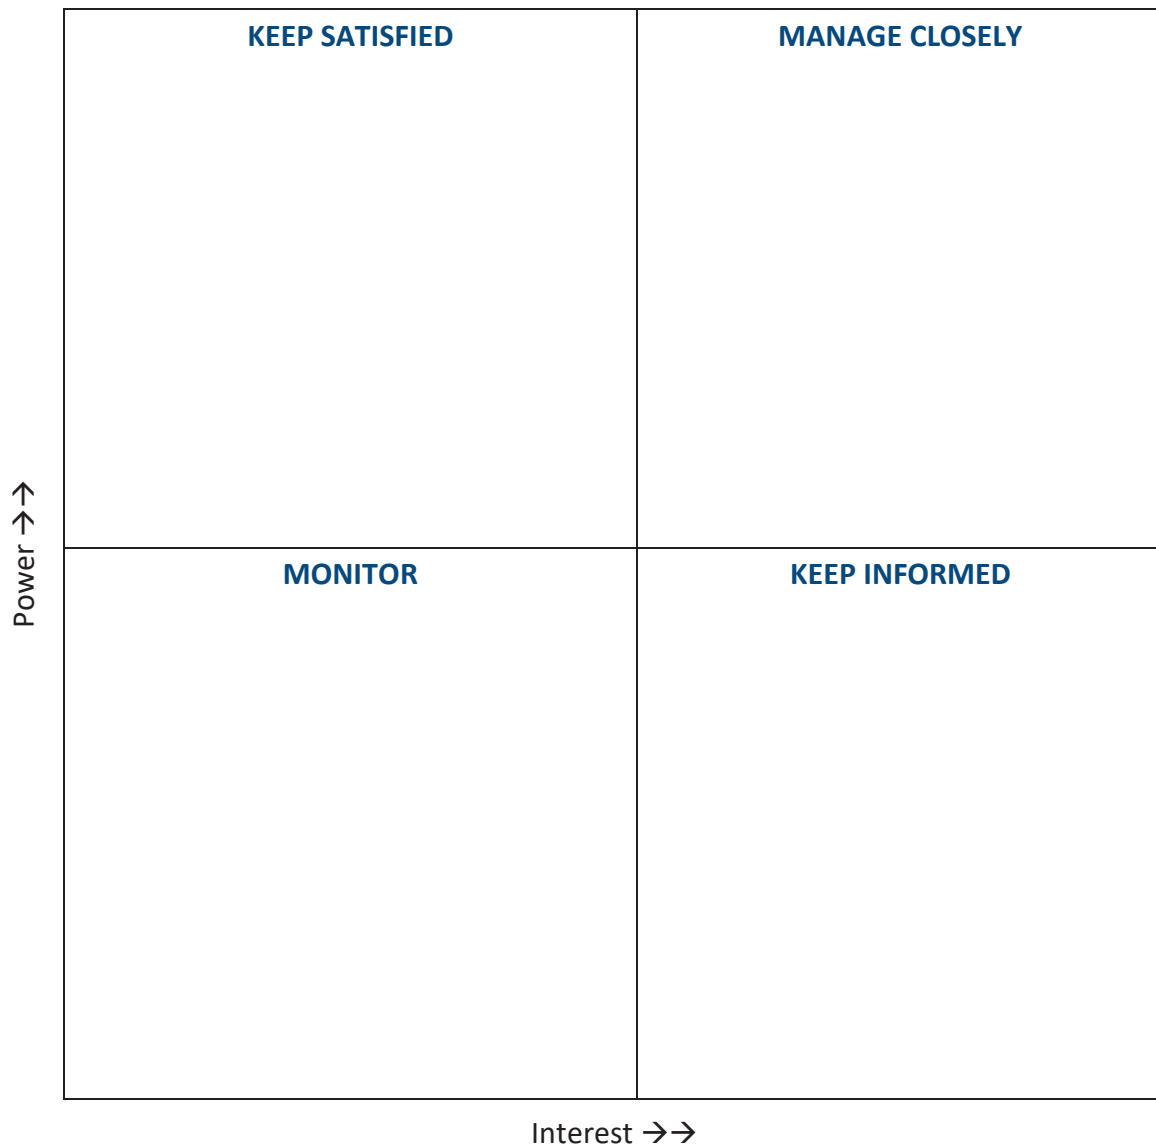 KEEP SATISFIED
MANAGE CLOSELY
Power →→
MONITOR
KEEP INFORMED
Interest →→